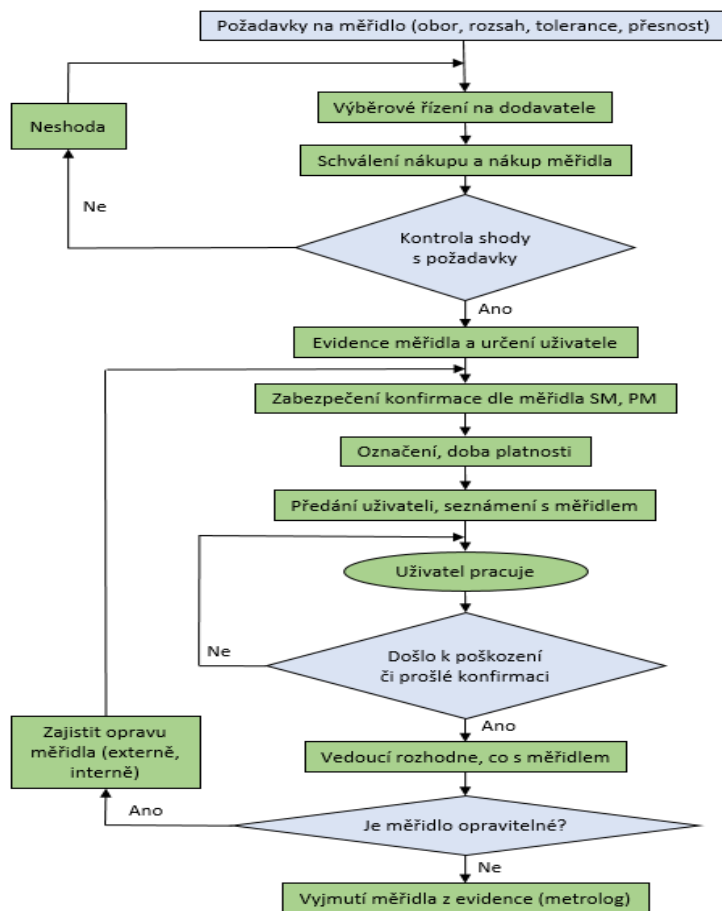 Požadavky na měřidlo (obor, rozsah, tolerance, přesnost)
Výběrové řízení na dodavatele
Neshoda
Schválení nákupu a nákup měřidla
Ne
Kontrola shody
s požadavky
Ano
Evidence měřidla a určení uživatele
Zabezpečení konfirmace dle měřidla SM, PM
Označení, doba platnosti
Předání uživateli, seznámení s měřidlem
Uživatel pracuje
Ne
Došlo k poškození
či prošlé konfirmaci
Ano
Zajistit opravu
měřidla (externě,
interně)
Vedoucí rozhodne, co s měřidlem
Ano
Je měřidlo opravitelné?
Ne
Vyjmutí měřidla z evidence (metrolog)